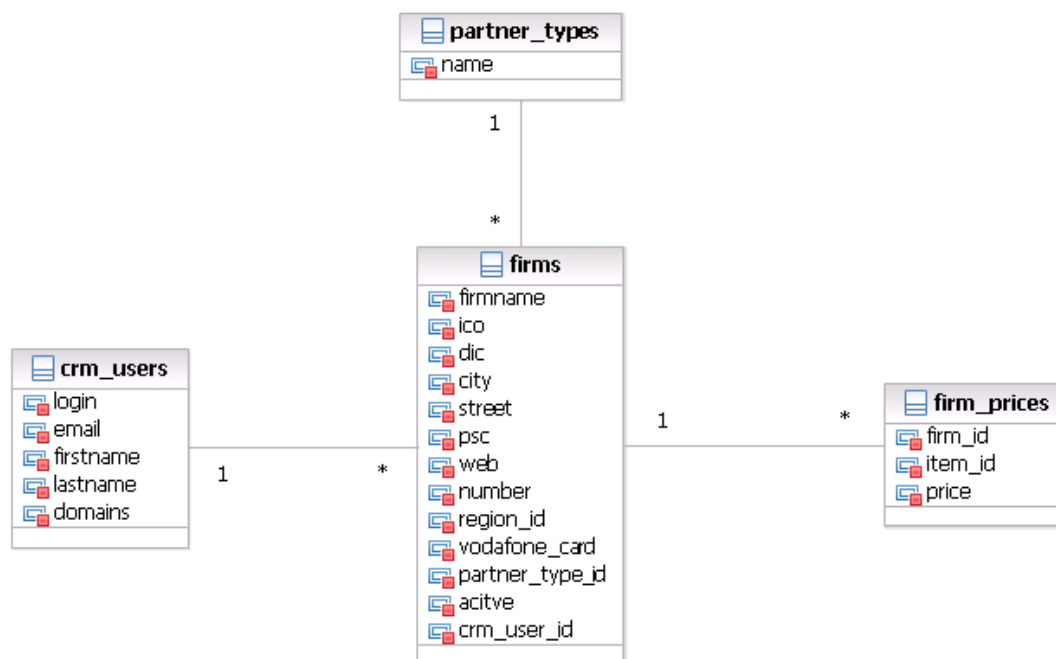 partner_types
name
1
*
firms
firmname
ico
dic
city
street
psc
web
number
region_id
vodafone_card
partner_type_id
acitve
crm_user_id
crm_users
login
email
firstname
lastname
domains
1
*
1
*
firm_prices
firm_id
item_id
price